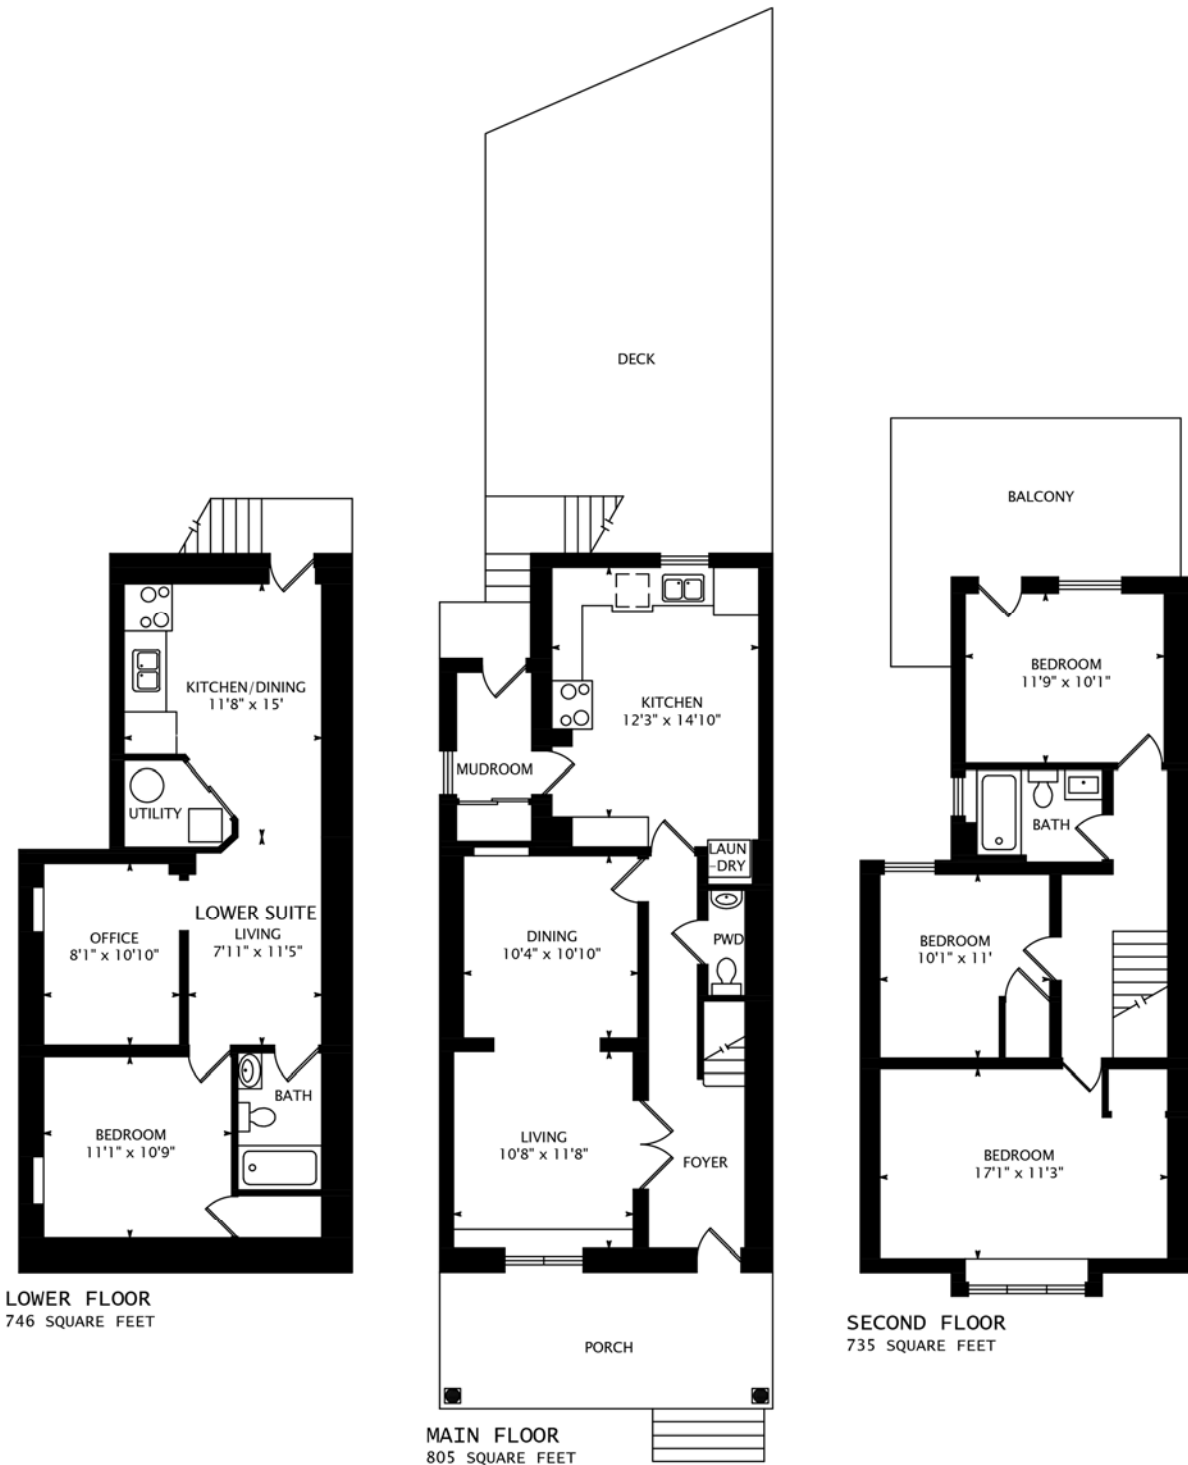 KITCHEN/DINING
11'8" x 15'
UTILITY
OFFICE
8'1" x 10'10"
LOWER SUITE
LIVING
7'11" x 11'5"
BATH
BEDROOM
11'1" x 10'9"
LOWER FLOOR
746 SQUARE FEET
DECK
KITCHEN
12'3" x 14'10"
MUDROOM
LAUN
-DRY
DINING
10'4" x 10'10"
PWD
LIVING
10'8" x 11'8"
FOYER
PORCH
MAIN FLOOR
805 SQUARE FEET
BALCONY
BEDROOM
11'9" x 10'1"
BATH
BEDROOM
10'1" x 11'
BEDROOM
17'1" x 11'3"
SECOND FLOOR
735 SQUARE FEET